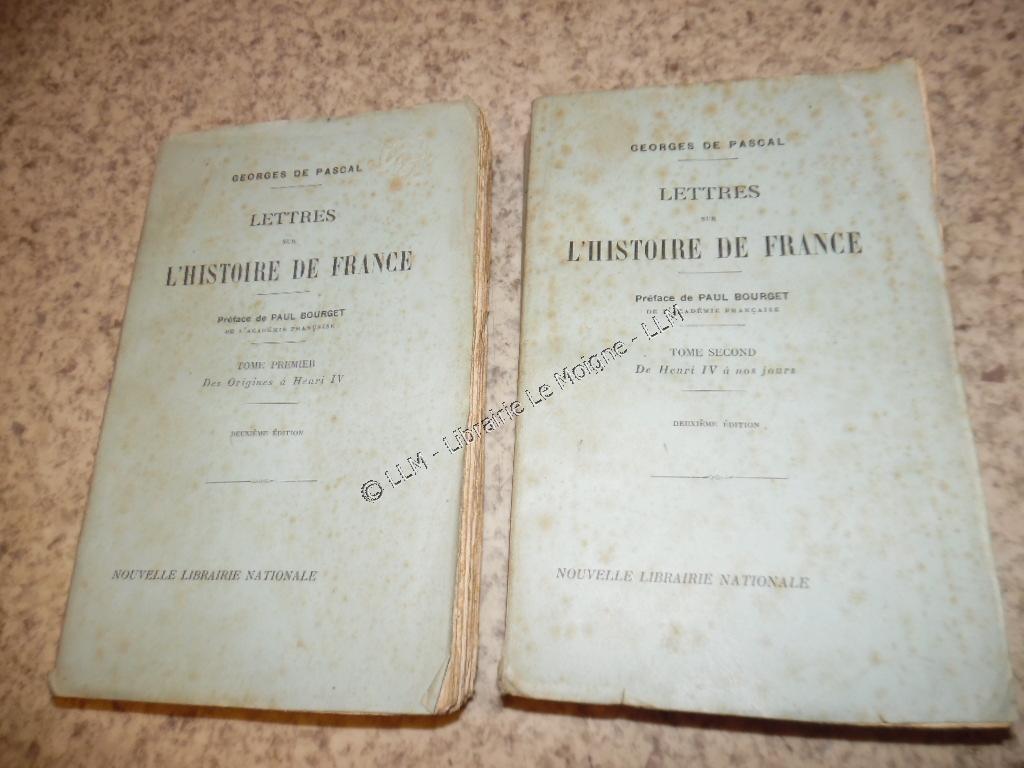 GEORGES DE PASCAL
LETTRES
SUR
L'HISTOIRE DE FRANCE
Préface de PAUL BOURGET
DE L'ACADÉMIE FRANÇAISE
TOME PREMIER
Des Origines à Henri IV
DEUXIÈME ÉDITION
NOUVELLE LIBRAIRIE NATIONALE
GEORGES DE PASCAL
LETTRES
SUR
L'HISTOIRE DE FRANCE
Préface de PAUL BOURGET
DE L'ACADÉMIE FRANÇAISE
TOME SECOND
De Henri IV à nos jours
DEUXIÈME ÉDITION
NOUVELLE LIBRAIRIE NATIONALE
© LLM - Librairie Le Moigne - LLM